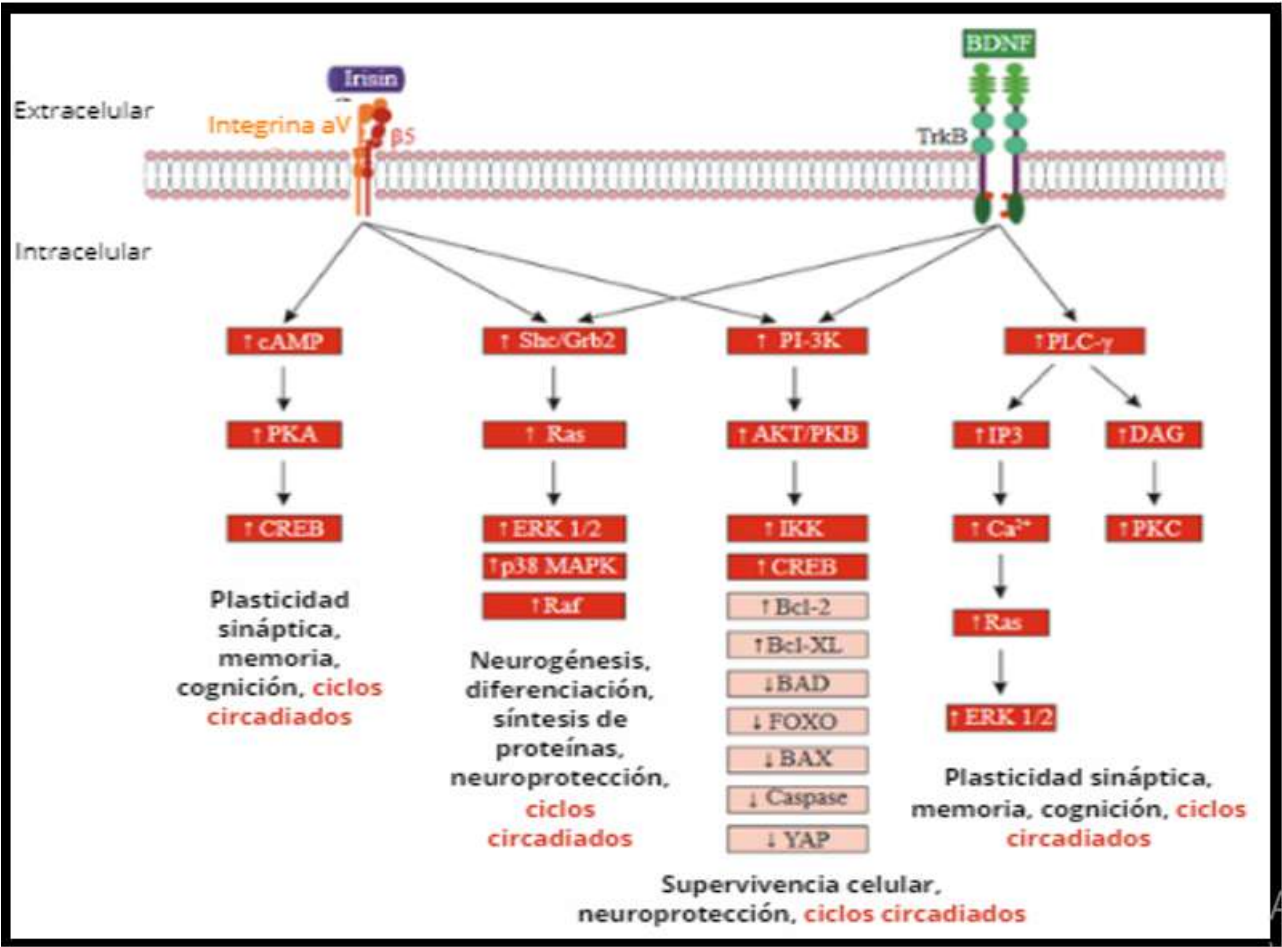 BDNF
Irisin
Extracelular
Integrina aV
β5
TrkB
Intracelular
↑cAMP
↑PKA
↑CREB
Plasticidad
sináptica,
memoria,
cognición, ciclos
circadiados
↑ Shc/Grb2
↑ Ras
↑ERK 1/2
↑p38 MAPK
↑Raf
Neurogénesis,
diferenciación,
síntesis de
proteínas,
neuroprotección,
ciclos
circadiados
↑ PI-3K
↑AKT/PKB
↑IKK
↑CREB
↑Bcl-2
↑Bcl-XL
↓BAD
↓FOXO
↓BAX
↓ Caspase
↓ YAP
Supervivencia celular,
neuroprotección, ciclos circadiados
↑PLC-γ
↑IP3
↑DAG
↑Ca²⁺
↑PKC
↑Ras
↑ERK 1/2
Plasticidad sináptica,
memoria, cognición, ciclos
circadiados